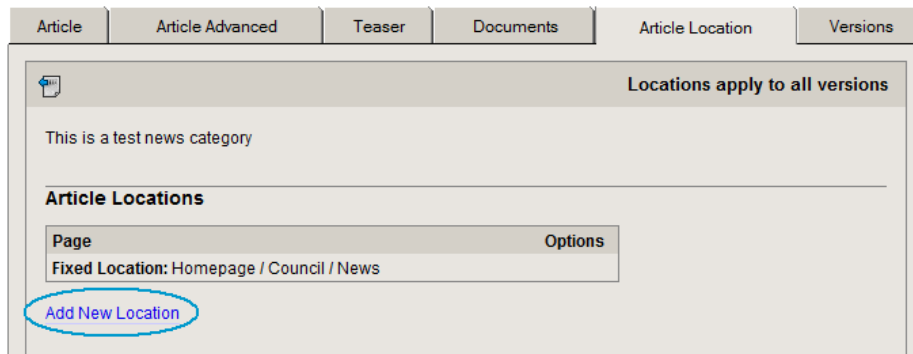 Article Article Advanced Teaser Documents Article Location Versions
Locations apply to all versions
This is a test news category
Article Locations
Page Options
Fixed Location: Homepage / Council / News
Add New Location